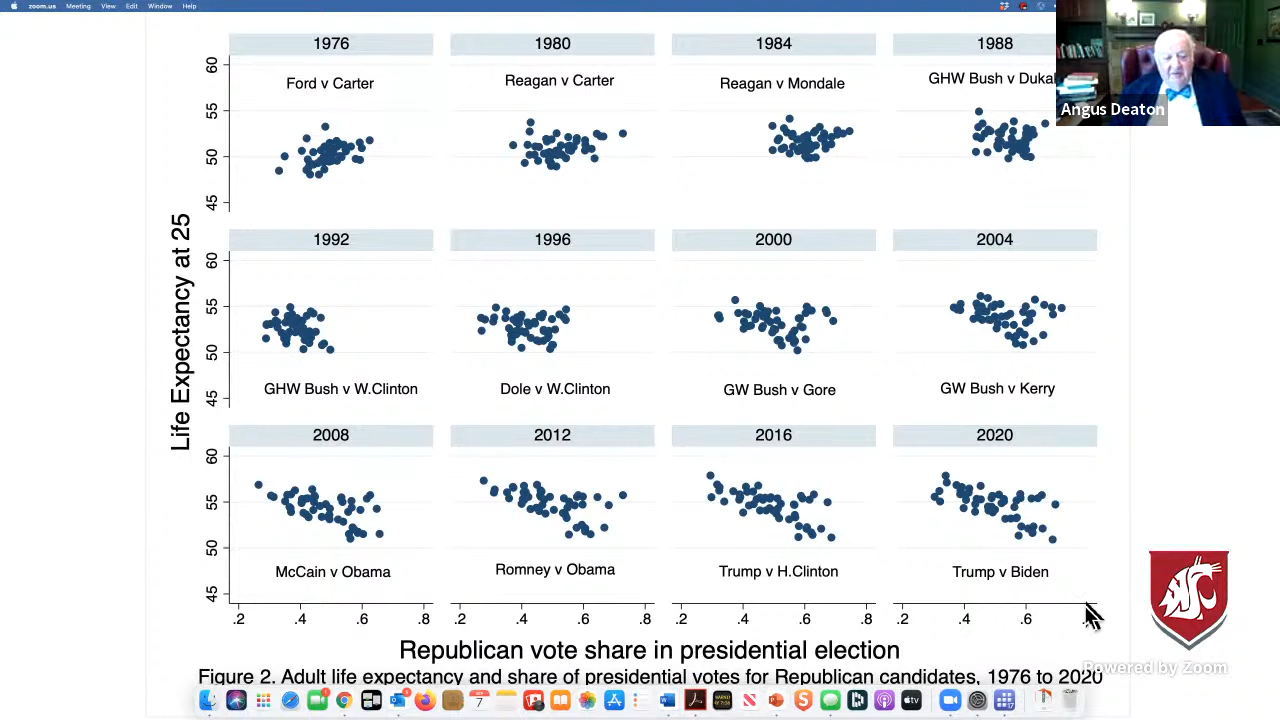 zoom.us Meeting View Edit Window Help
1976 1980 1984 1988
Ford v Carter Reagan v Carter Reagan v Mondale GHW Bush v Duka
Angus Deaton
60
55
50
45
Life Expectancy at 25
1992 1996 2000 2004
60
55
50
45
GHW Bush v W.Clinton Dole v W.Clinton GW Bush v Gore GW Bush v Kerry
2008 2012 2016 2020
60
55
50
45
McCain v Obama Romney v Obama Trump v H.Clinton Trump v Biden
.2 .4 .6 .8 .2 .4 .6 .8 .2 .4 .6 .8 .2 .4 .6
Republican vote share in presidential election
Figure 2. Adult life expectancy and share of presidential votes for Republican candidates, 1976 to 2020
Powered by Zoom
SEP
7